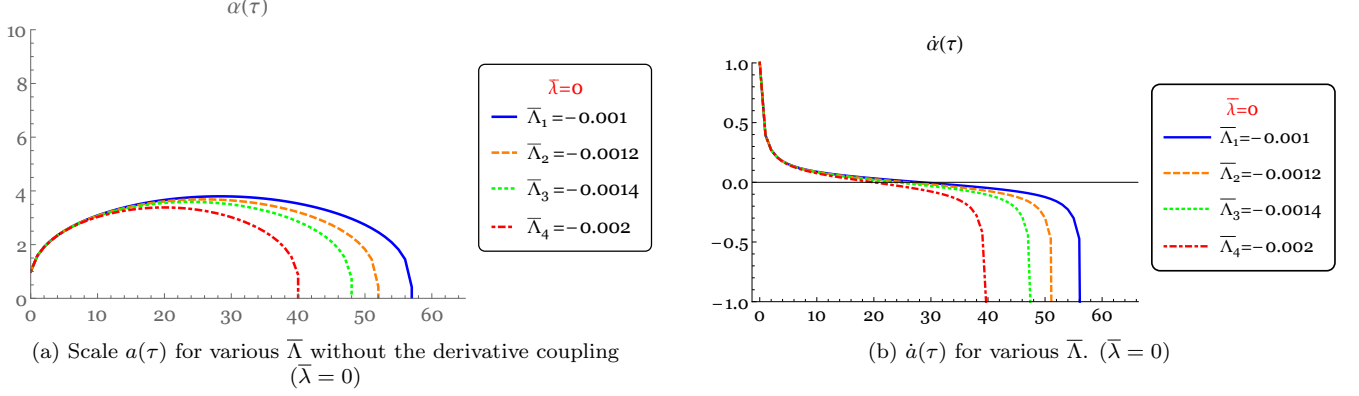 α(τ)
10
8
6
4
2
0
0 10 20 30 40 50 60
λ̅=0
Λ̅₁=-0.001
Λ̅₂=-0.0012
Λ̅₃=-0.0014
Λ̅₄=-0.002
(a) Scale a(τ) for various Λ̅ without the derivative coupling
(λ̅ = 0)
α̇(τ)
1.0
0.5
0.0
-0.5
-1.0
0 10 20 30 40 50 60
λ̅=0
Λ̅₁=-0.001
Λ̅₂=-0.0012
Λ̅₃=-0.0014
Λ̅₄=-0.002
(b) ȧ(τ) for various Λ̅. (λ̅ = 0)